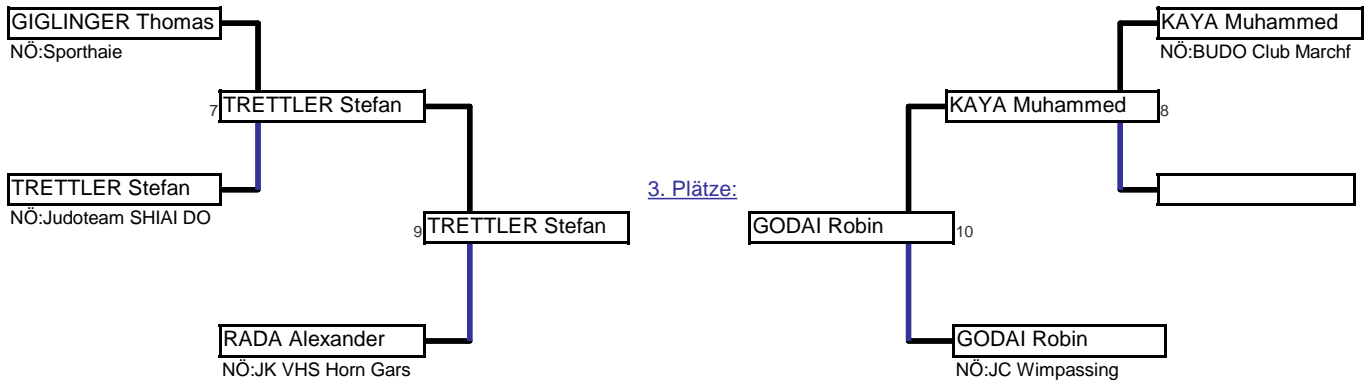 GIGLINGER Thomas
NÖ:Sporthaie
7 TRETTLER Stefan
TRETTLER Stefan
NÖ:Judoteam SHIAI DO
9 TRETTLER Stefan
RADA Alexander
NÖ:JK VHS Horn Gars
3. Plätze:
KAYA Muhammed
NÖ:BUDO Club Marchf
KAYA Muhammed 8
GODAI Robin 10
GODAI Robin
NÖ:JC Wimpassing